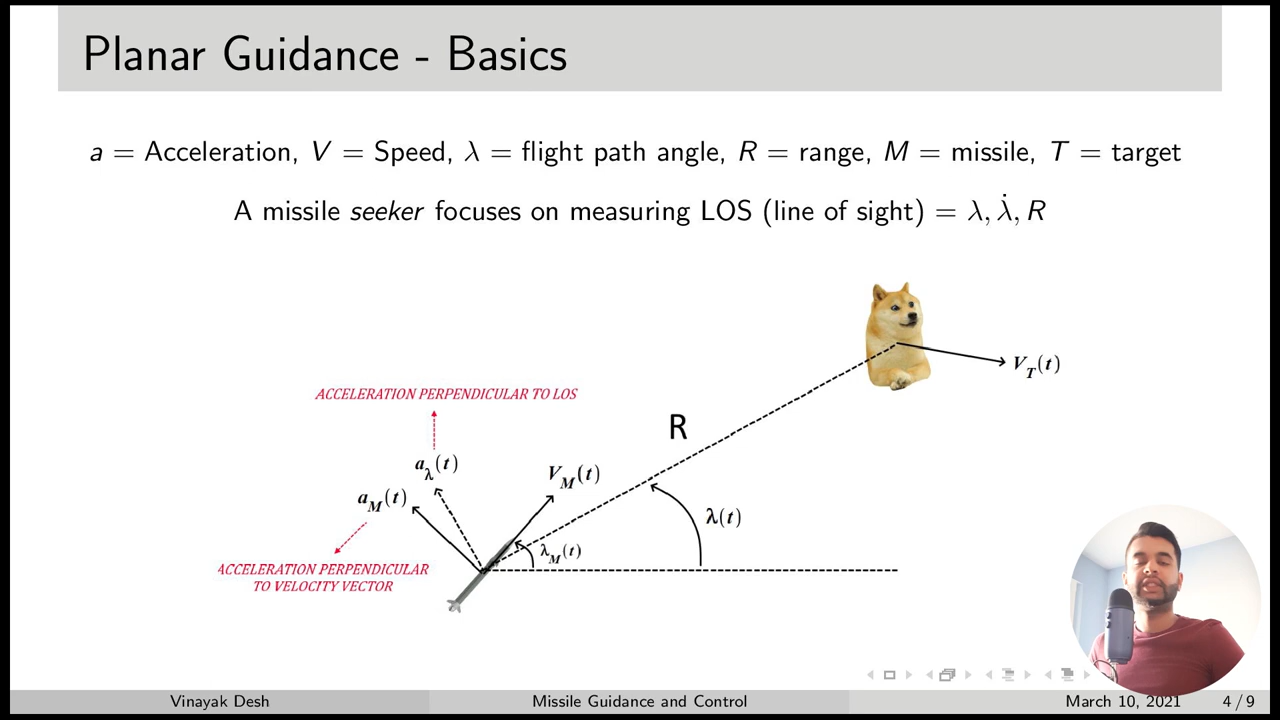 Planar Guidance - Basics
a = Acceleration, V = Speed, λ = flight path angle, R = range, M = missile, T = target
A missile seeker focuses on measuring LOS (line of sight) = λ, λ̇, R
V_T(t)
ACCELERATION PERPENDICULAR TO LOS
R
a_λ(t)
V_M(t)
a_M(t)
λ(t)
λ_M(t)
ACCELERATION PERPENDICULAR
TO VELOCITY VECTOR
Vinayak Desh
Missile Guidance and Control
March 10, 2021
4 / 9